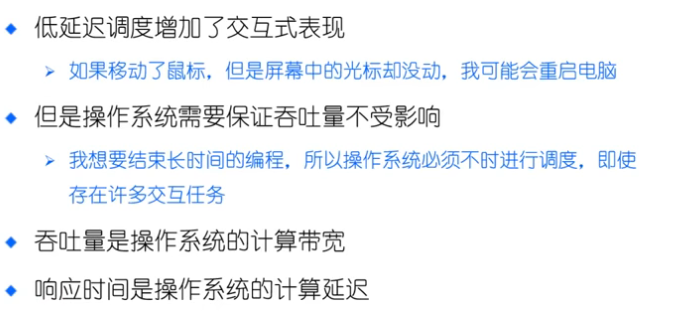 低延迟调度增加了交互式表现
如果移动了鼠标，但是屏幕中的光标却没动，我可能会重启电脑
但是操作系统需要保证吞吐量不受影响
我想要结束长时间的编程，所以操作系统必须不时进行调度，即使
存在许多交互任务
吞吐量是操作系统的计算带宽
响应时间是操作系统的计算延迟